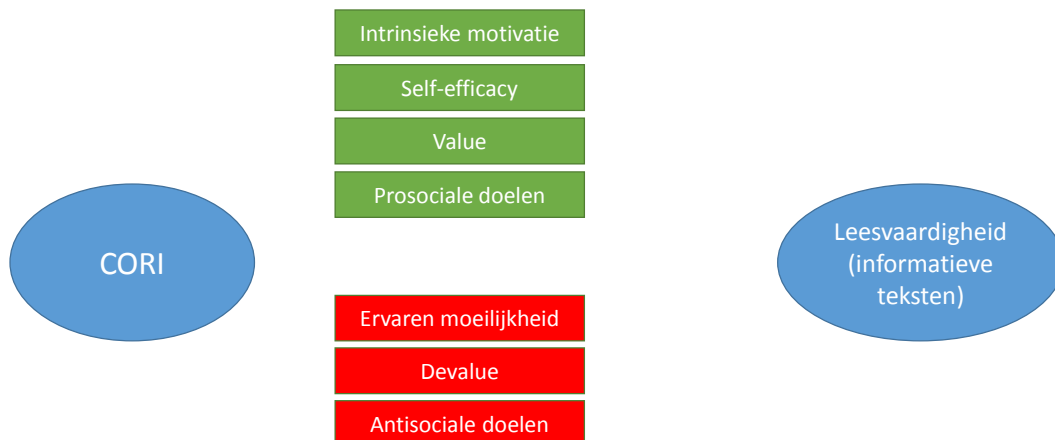 Intrinsieke motivatie
Self-efficacy
Value
Prosociale doelen
CORI
Leesvaardigheid
(informatieve
teksten)
Ervaren moeilijkheid
Devalue
Antisociale doelen